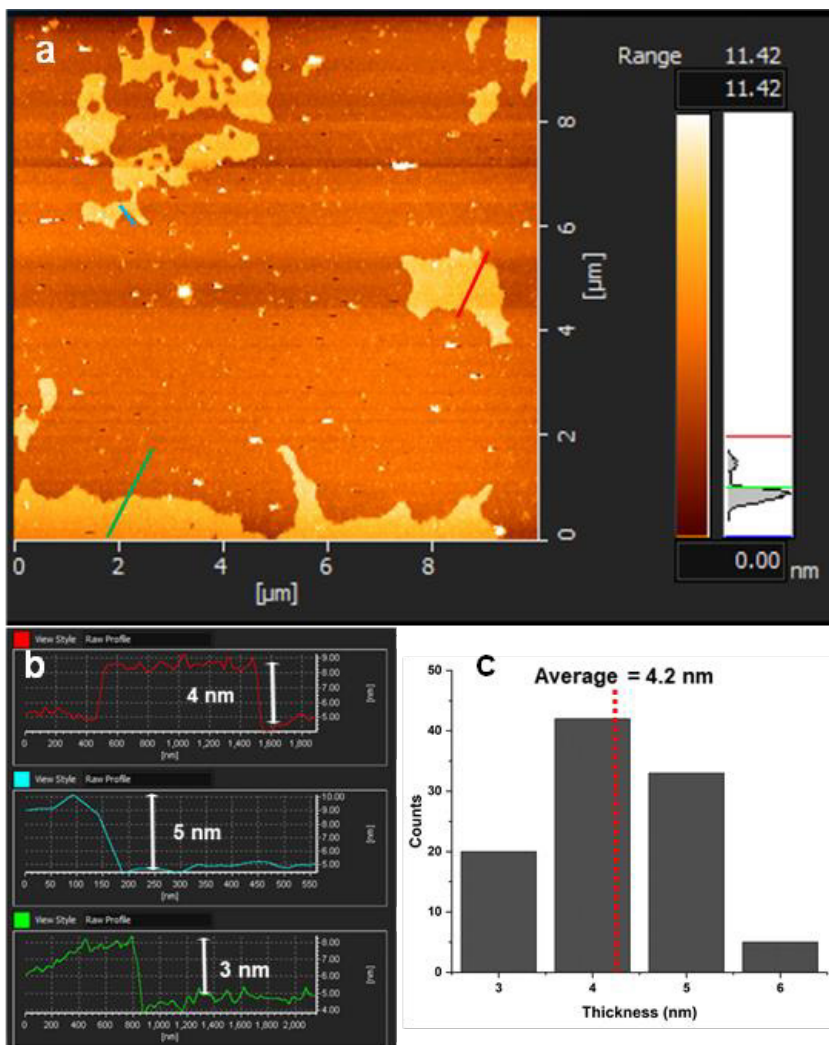 a
Range 11.42
11.42
8
6
4
2
0
[µm]
0.00 nm
0 2 4 6 8
[µm]
b
View Style Raw Profile
9.00
8.00
7.00
6.00
5.00
[nm]
4 nm
0 200 400 600 800 1,000 1,200 1,400 1,600 1,800
[nm]
View Style Raw Profile
10.00
9.00
8.00
7.00
6.00
5.00
[nm]
5 nm
0 50 100 150 200 250 300 350 400 450 500 550
[nm]
View Style Raw Profile
8.00
7.00
6.00
5.00
4.00
[nm]
3 nm
0 200 400 600 800 1,000 1,200 1,400 1,600 1,800 2,000
[nm]
c
Average = 4.2 nm
50
40
30
20
10
0
Counts
3 4 5 6
Thickness (nm)